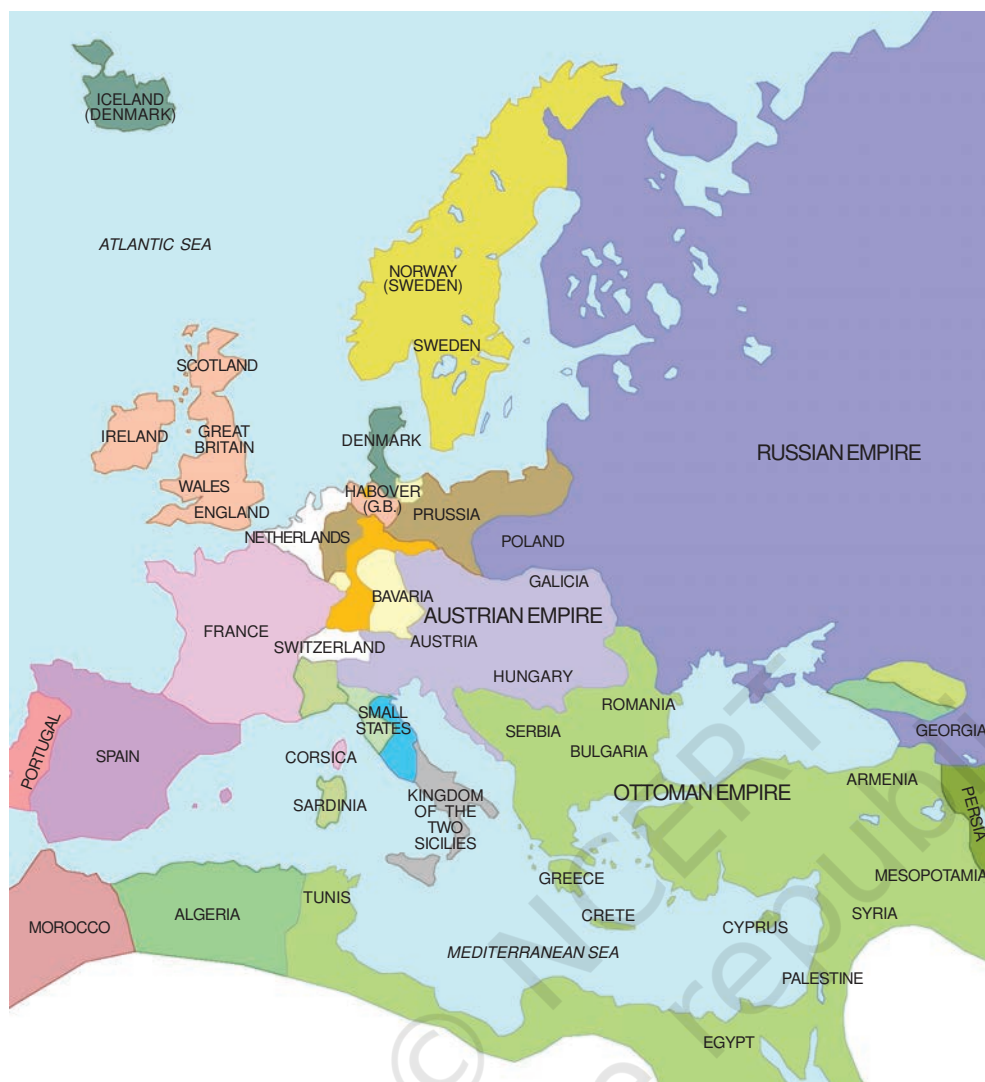 ICELAND
(DENMARK)
ATLANTIC SEA
NORWAY
(SWEDEN)
SWEDEN
SCOTLAND
IRELAND
GREAT
BRITAIN
WALES
ENGLAND
DENMARK
HABOVER
(G.B.)
PRUSSIA
RUSSIAN EMPIRE
NETHERLANDS
POLAND
GALICIA
BAVARIA
AUSTRIAN EMPIRE
FRANCE
SWITZERLAND
AUSTRIA
HUNGARY
ROMANIA
SMALL
STATES
SERBIA
BULGARIA
GEORGIA
PORTUGAL
SPAIN
CORSICA
SARDINIA
KINGDOM
OF THE
TWO
SICILIES
OTTOMAN EMPIRE
ARMENIA
PERSIA
GREECE
MESOPOTAMIA
MOROCCO
ALGERIA
TUNIS
CRETE
CYPRUS
SYRIA
MEDITERRANEAN SEA
PALESTINE
EGYPT
© NCERT
republi